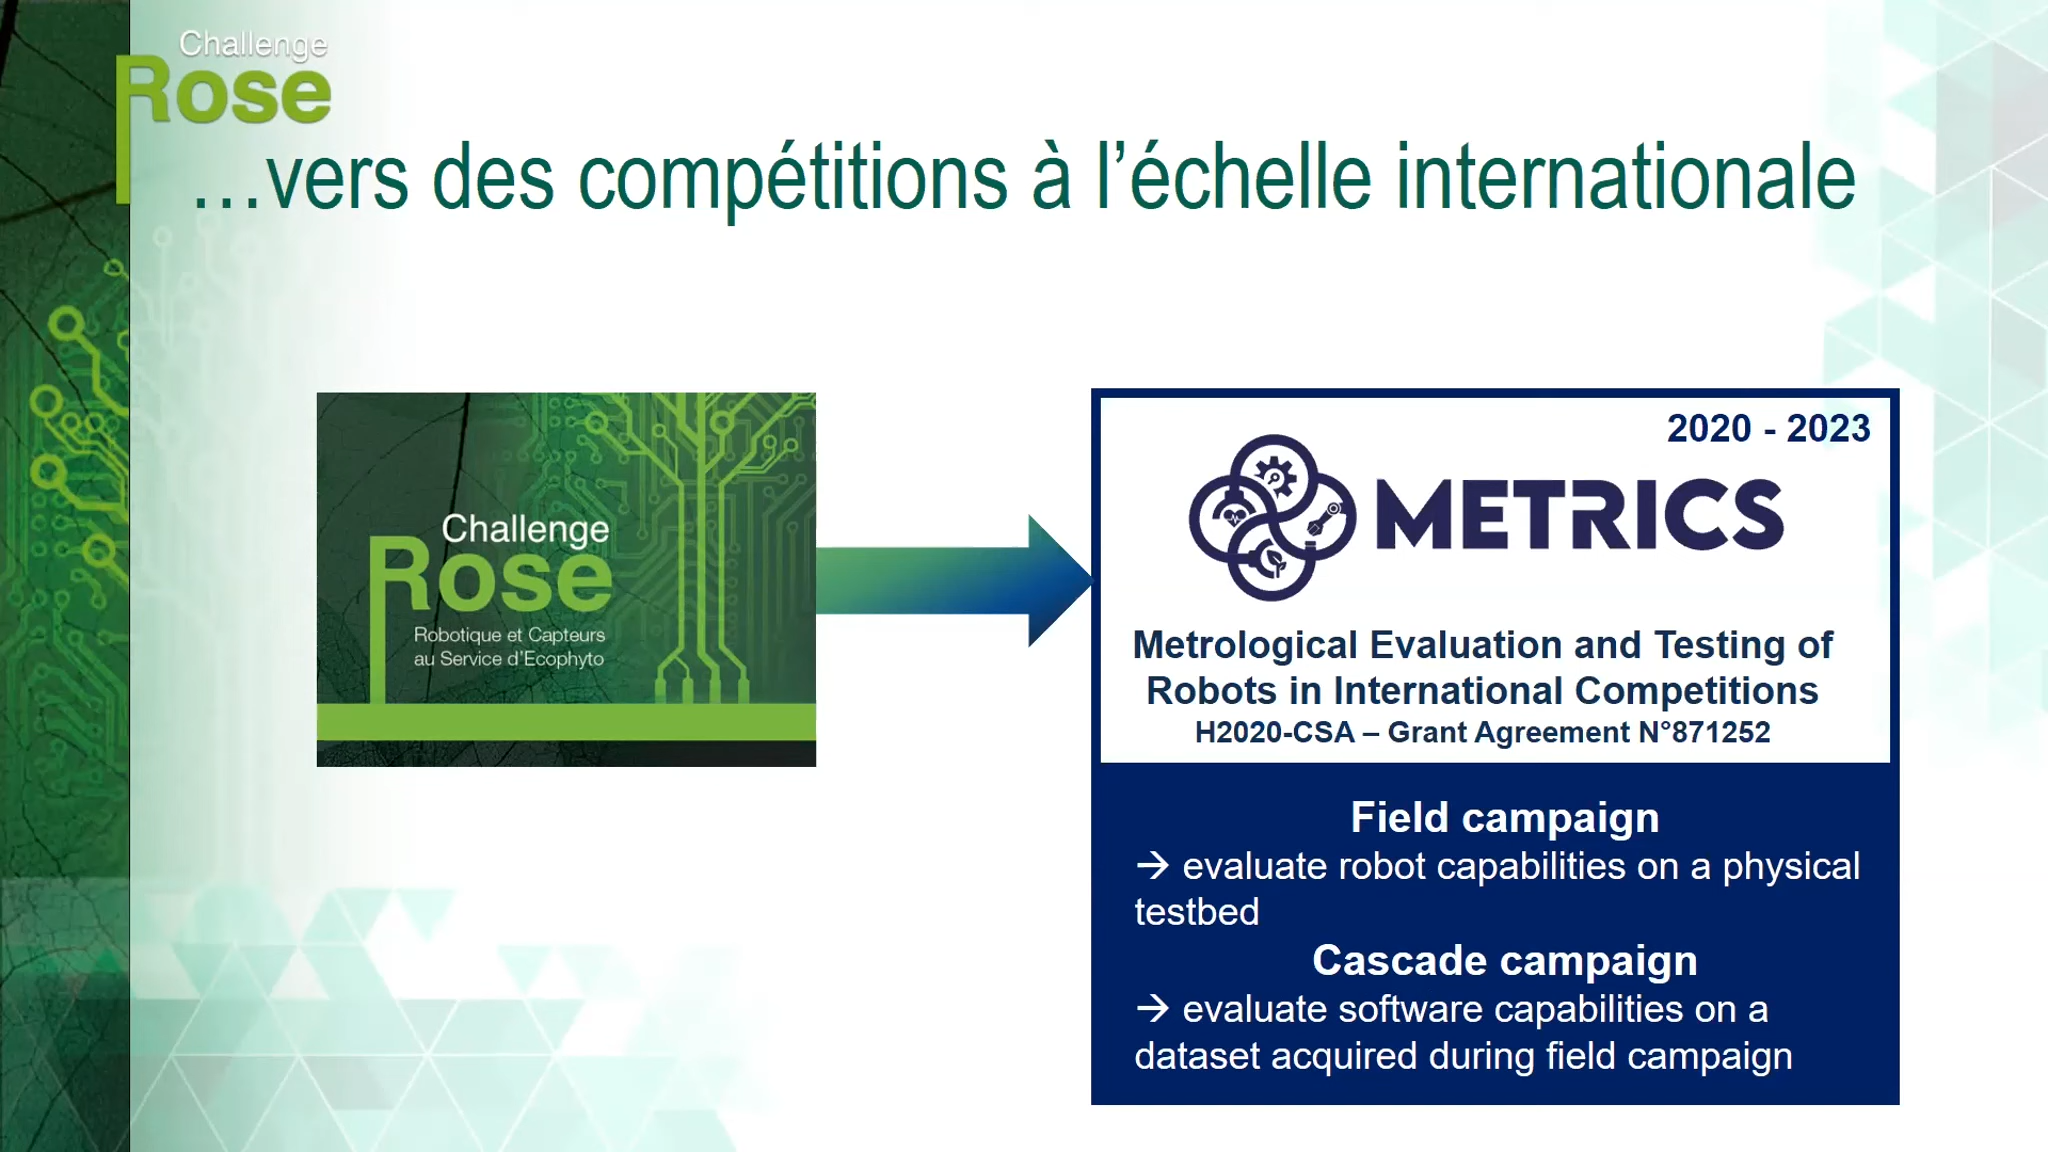 Challenge
Rose
…vers des compétitions à l’échelle internationale
Challenge
Rose
Robotique et Capteurs
au Service d’Ecophyto
2020 - 2023
METRICS
Metrological Evaluation and Testing of
Robots in International Competitions
H2020-CSA – Grant Agreement N°871252
Field campaign
→ evaluate robot capabilities on a physical
testbed
Cascade campaign
→ evaluate software capabilities on a
dataset acquired during field campaign